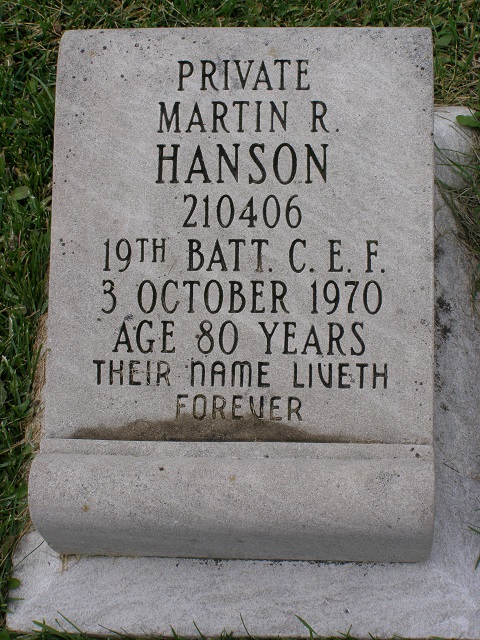 PRIVATE
MARTIN R.
HANSON
210406
19TH BATT. C. E. F.
3 OCTOBER 1970
AGE 80 YEARS
THEIR NAME LIVETH
FOREVER